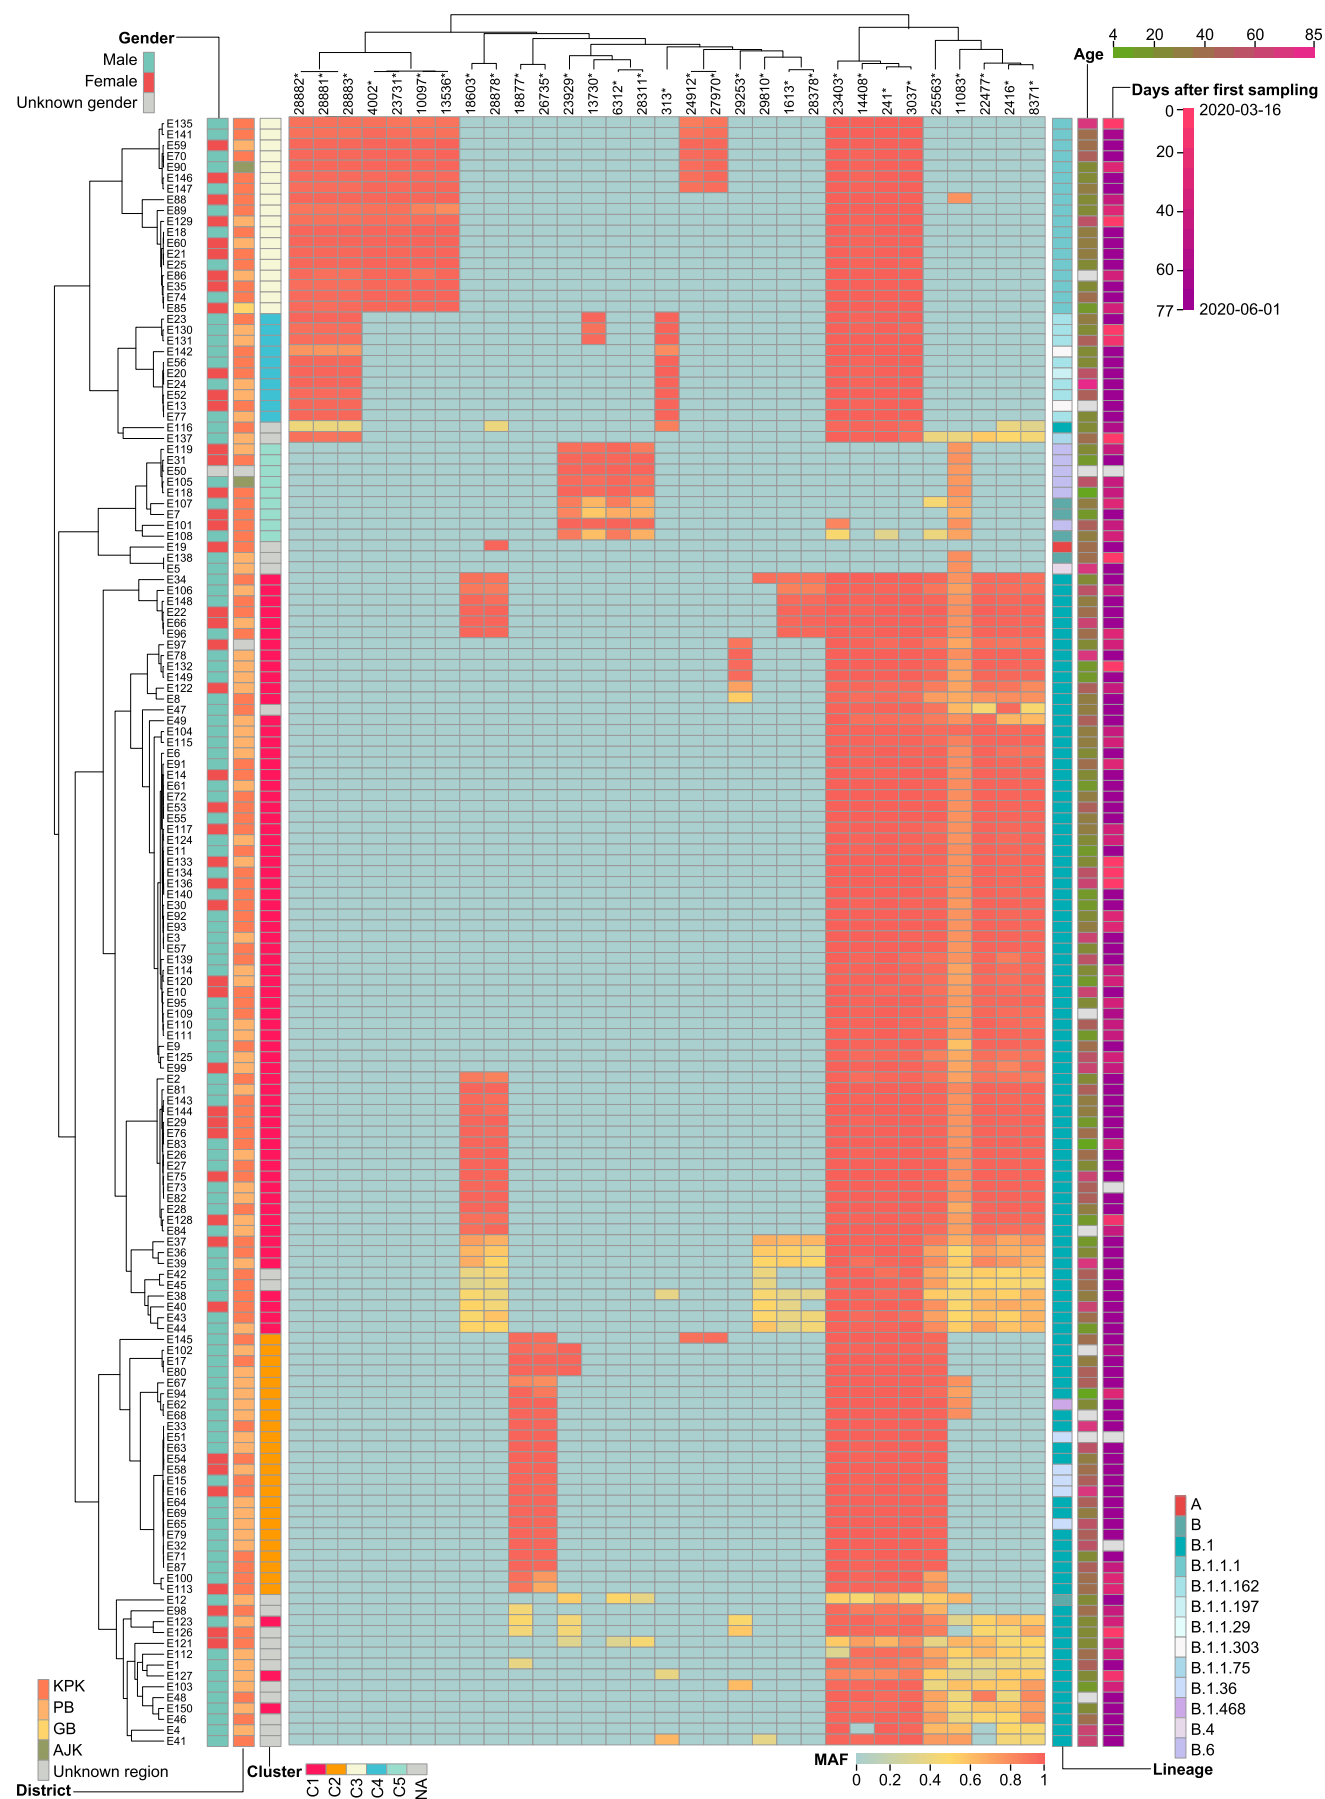 Gender
Male
Female
Unknown gender
Age
4 20 40 60 85
Days after first sampling
0 2020-03-16
20
40
60
77 2020-06-01
28882* 28881* 28883* 4002* 23731* 10097* 13536* 18603* 28878* 18877* 26735* 23929* 13730* 6312* 28311* 313* 24912* 27970* 29253* 29810* 1613* 28378* 23403* 14408* 241* 3037* 25563* 11083* 22477* 2416* 8371*
E135
E141
E59
E70
E90
E146
E147
E88
E89
E129
E18
E60
E21
E25
E86
E35
E74
E85
E23
E130
E131
E142
E56
E20
E24
E52
E13
E77
E116
E137
E119
E31
E50
E105
E118
E107
E7
E101
E108
E19
E138
E5
E34
E106
E148
E22
E66
E96
E97
E78
E132
E149
E122
E8
E47
E49
E104
E115
E6
E91
E14
E61
E72
E53
E55
E117
E124
E11
E133
E134
E136
E140
E30
E92
E93
E3
E57
E139
E114
E120
E10
E95
E109
E110
E111
E9
E125
E99
E2
E81
E143
E144
E29
E76
E83
E26
E27
E75
E73
E82
E28
E128
E84
E37
E36
E39
E42
E45
E38
E40
E43
E44
E145
E102
E17
E80
E67
E94
E62
E68
E33
E51
E63
E54
E58
E15
E16
E64
E69
E65
E79
E32
E71
E87
E100
E113
E12
E98
E123
E126
E121
E112
E1
E127
E103
E48
E150
E46
E4
E41
A
B
B.1
B.1.1.1
B.1.1.162
B.1.1.197
B.1.1.29
B.1.1.303
B.1.1.75
B.1.36
B.1.468
B.4
B.6
Lineage
KPK
PB
GB
AJK
Unknown region
District
Cluster
C1 C2 C3 C4 C5 NA
MAF
0 0.2 0.4 0.6 0.8 1